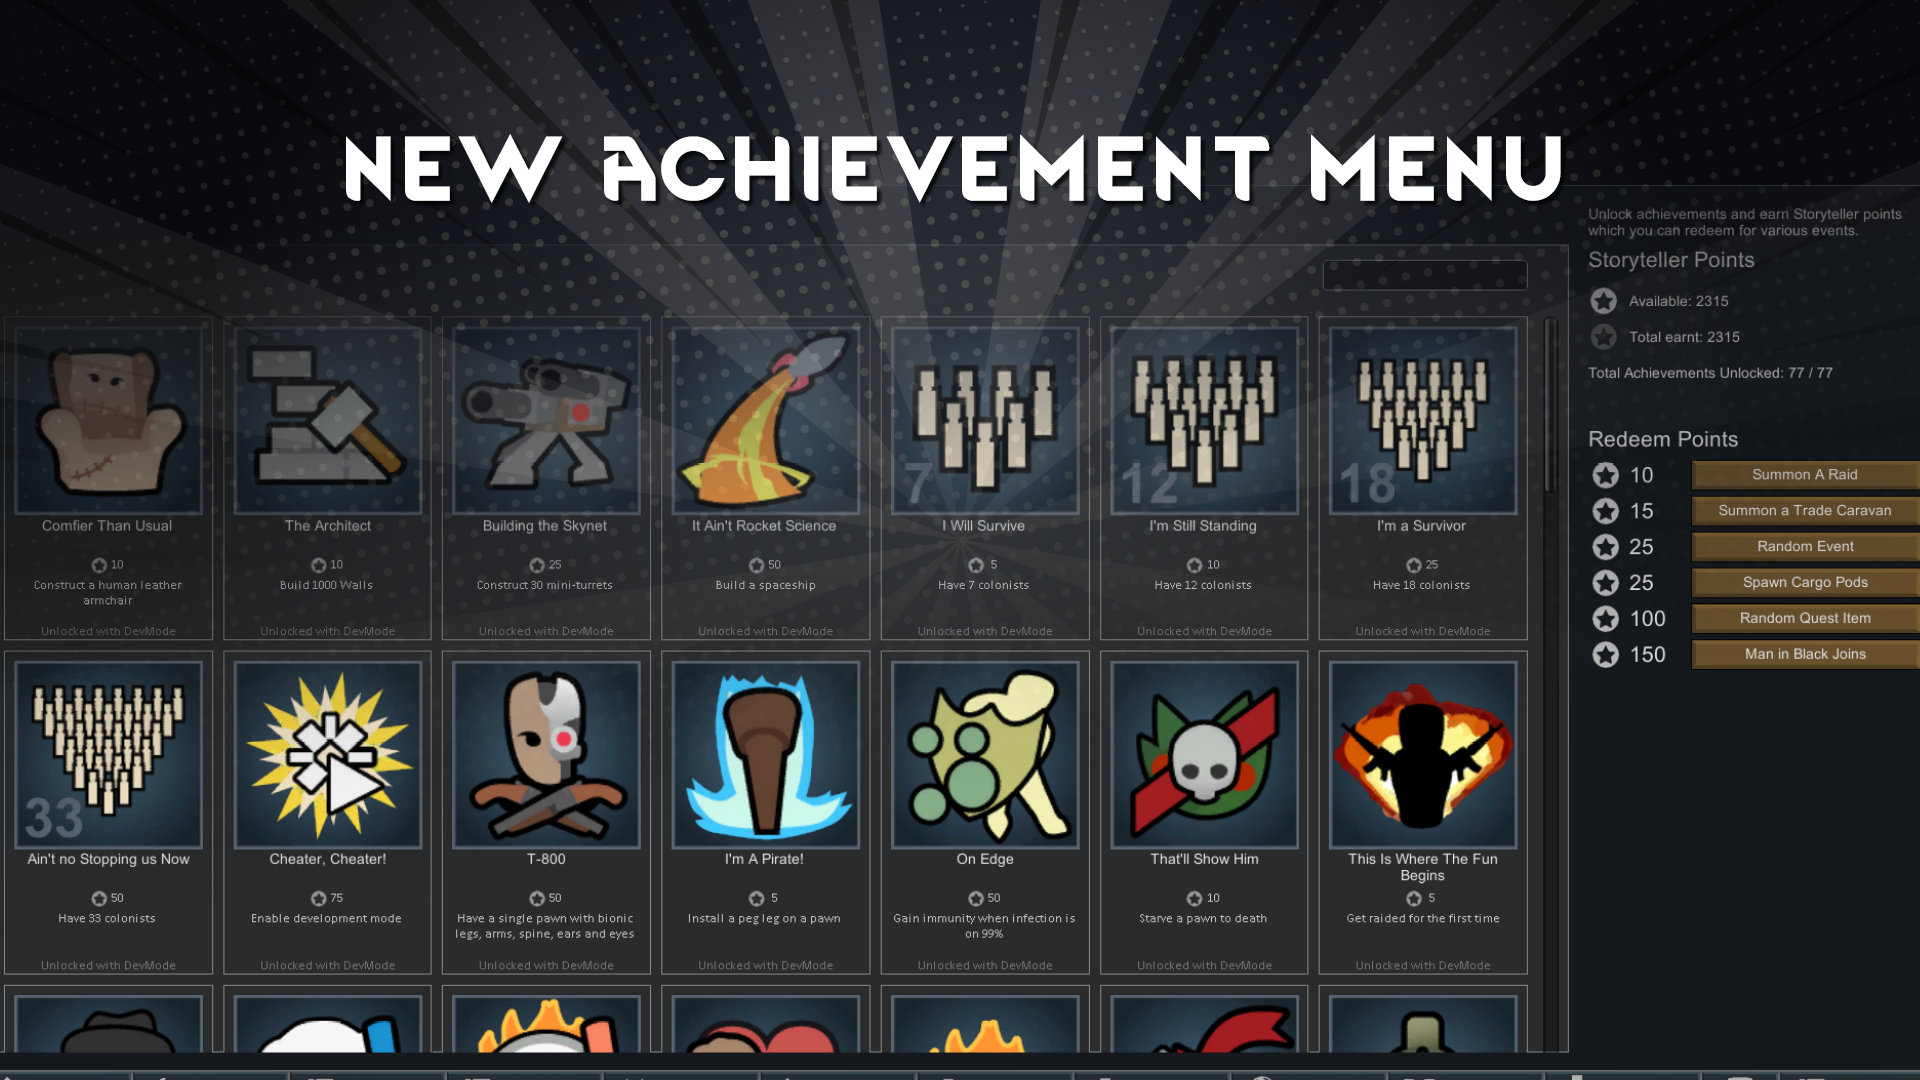 NEW ACHIEVEMENT MENU
Unlock achievements and earn Storyteller points
which you can redeem for various events.
Storyteller Points
Available: 2315
Total earnt: 2315
Total Achievements Unlocked: 77 / 77
Redeem Points
10 Summon A Raid
15 Summon a Trade Caravan
25 Random Event
25 Spawn Cargo Pods
100 Random Quest Item
150 Man in Black Joins
Comfier Than Usual
10
Construct a human leather
armchair
Unlocked with DevMode
The Architect
10
Build 1000 Walls
Unlocked with DevMode
Building the Skynet
25
Construct 30 mini-turrets
Unlocked with DevMode
It Ain't Rocket Science
50
Build a spaceship
Unlocked with DevMode
7
I Will Survive
5
Have 7 colonists
Unlocked with DevMode
12
I'm Still Standing
10
Have 12 colonists
Unlocked with DevMode
18
I'm a Survivor
25
Have 18 colonists
Unlocked with DevMode
33
Ain't no Stopping us Now
50
Have 33 colonists
Unlocked with DevMode
Cheater, Cheater!
75
Enable development mode
Unlocked with DevMode
T-800
50
Have a single pawn with bionic
legs, arms, spine, ears and eyes
Unlocked with DevMode
I'm A Pirate!
5
Install a peg leg on a pawn
Unlocked with DevMode
On Edge
50
Gain immunity when infection is
on 99%
Unlocked with DevMode
That'll Show Him
10
Starve a pawn to death
Unlocked with DevMode
This Is Where The Fun
Begins
5
Get raided for the first time
Unlocked with DevMode